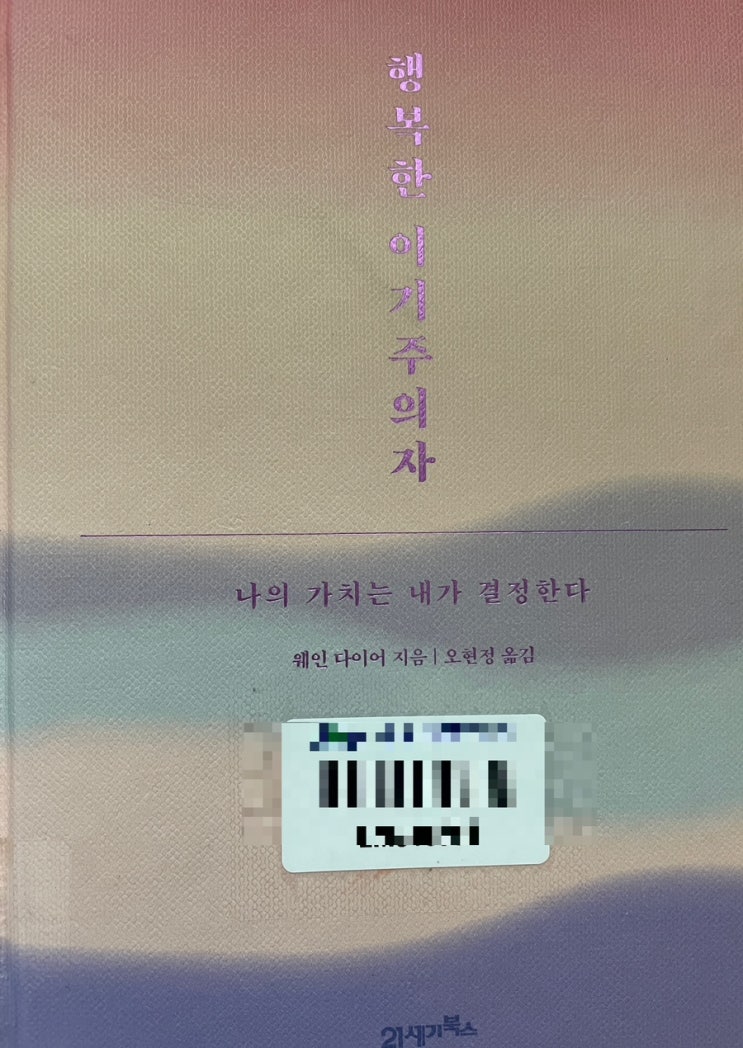 행복한 이기주의자
나의 가치는 내가 결정한다
웨인 다이어 지음 | 오현정 옮김
21세기북스